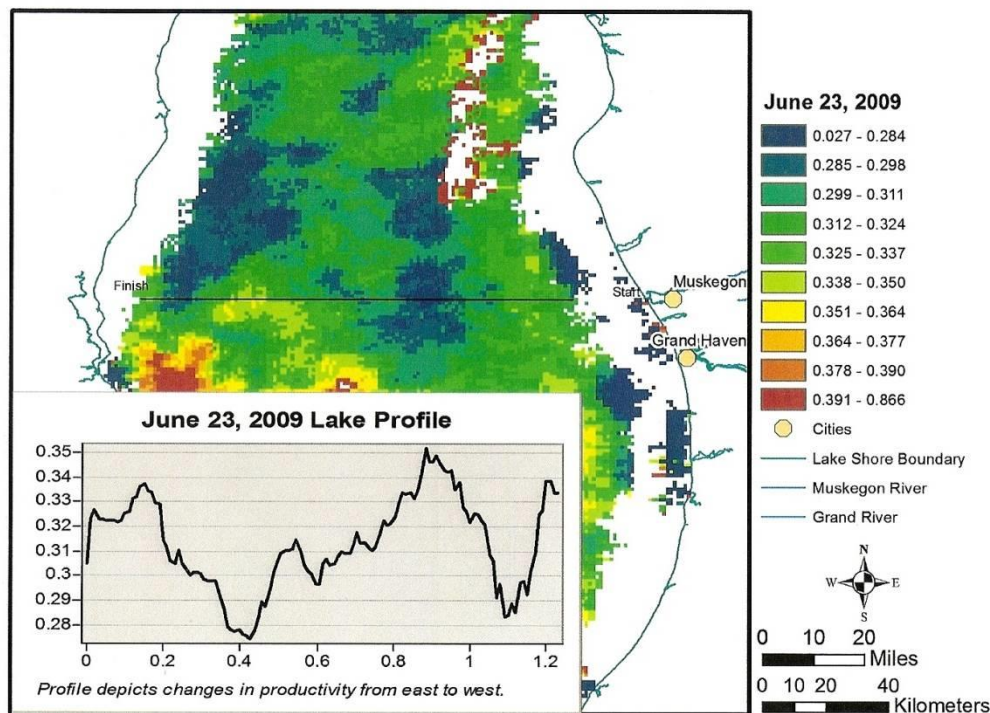 Finish
Start
Muskegon
Grand Haven
June 23, 2009
0.027 - 0.284
0.285 - 0.298
0.299 - 0.311
0.312 - 0.324
0.325 - 0.337
0.338 - 0.350
0.351 - 0.364
0.364 - 0.377
0.378 - 0.390
0.391 - 0.866
Cities
Lake Shore Boundary
Muskegon River
Grand River
N
W E
S
0 10 20
Miles
0 10 20 40
Kilometers
June 23, 2009 Lake Profile
0.35
0.34
0.33
0.32
0.31
0.3
0.29
0.28
0 0.2 0.4 0.6 0.8 1 1.2
Profile depicts changes in productivity from east to west.